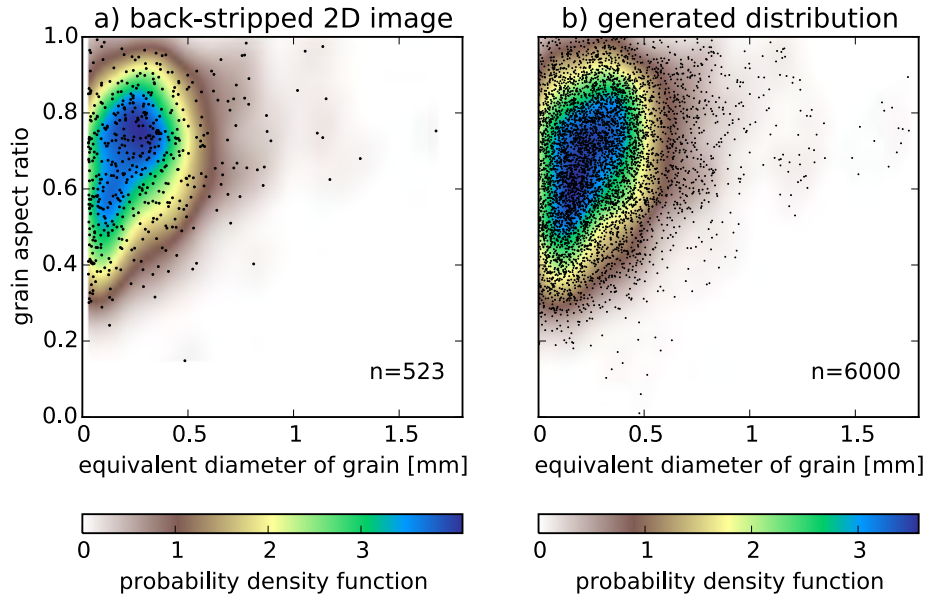 a) back-stripped 2D image
b) generated distribution
grain aspect ratio
1.0
0.8
0.6
0.4
0.2
0.0
n=523
n=6000
0 0.5 1 1.5
0 0.5 1 1.5
equivalent diameter of grain [mm]
equivalent diameter of grain [mm]
0 1 2 3
0 1 2 3
probability density function
probability density function